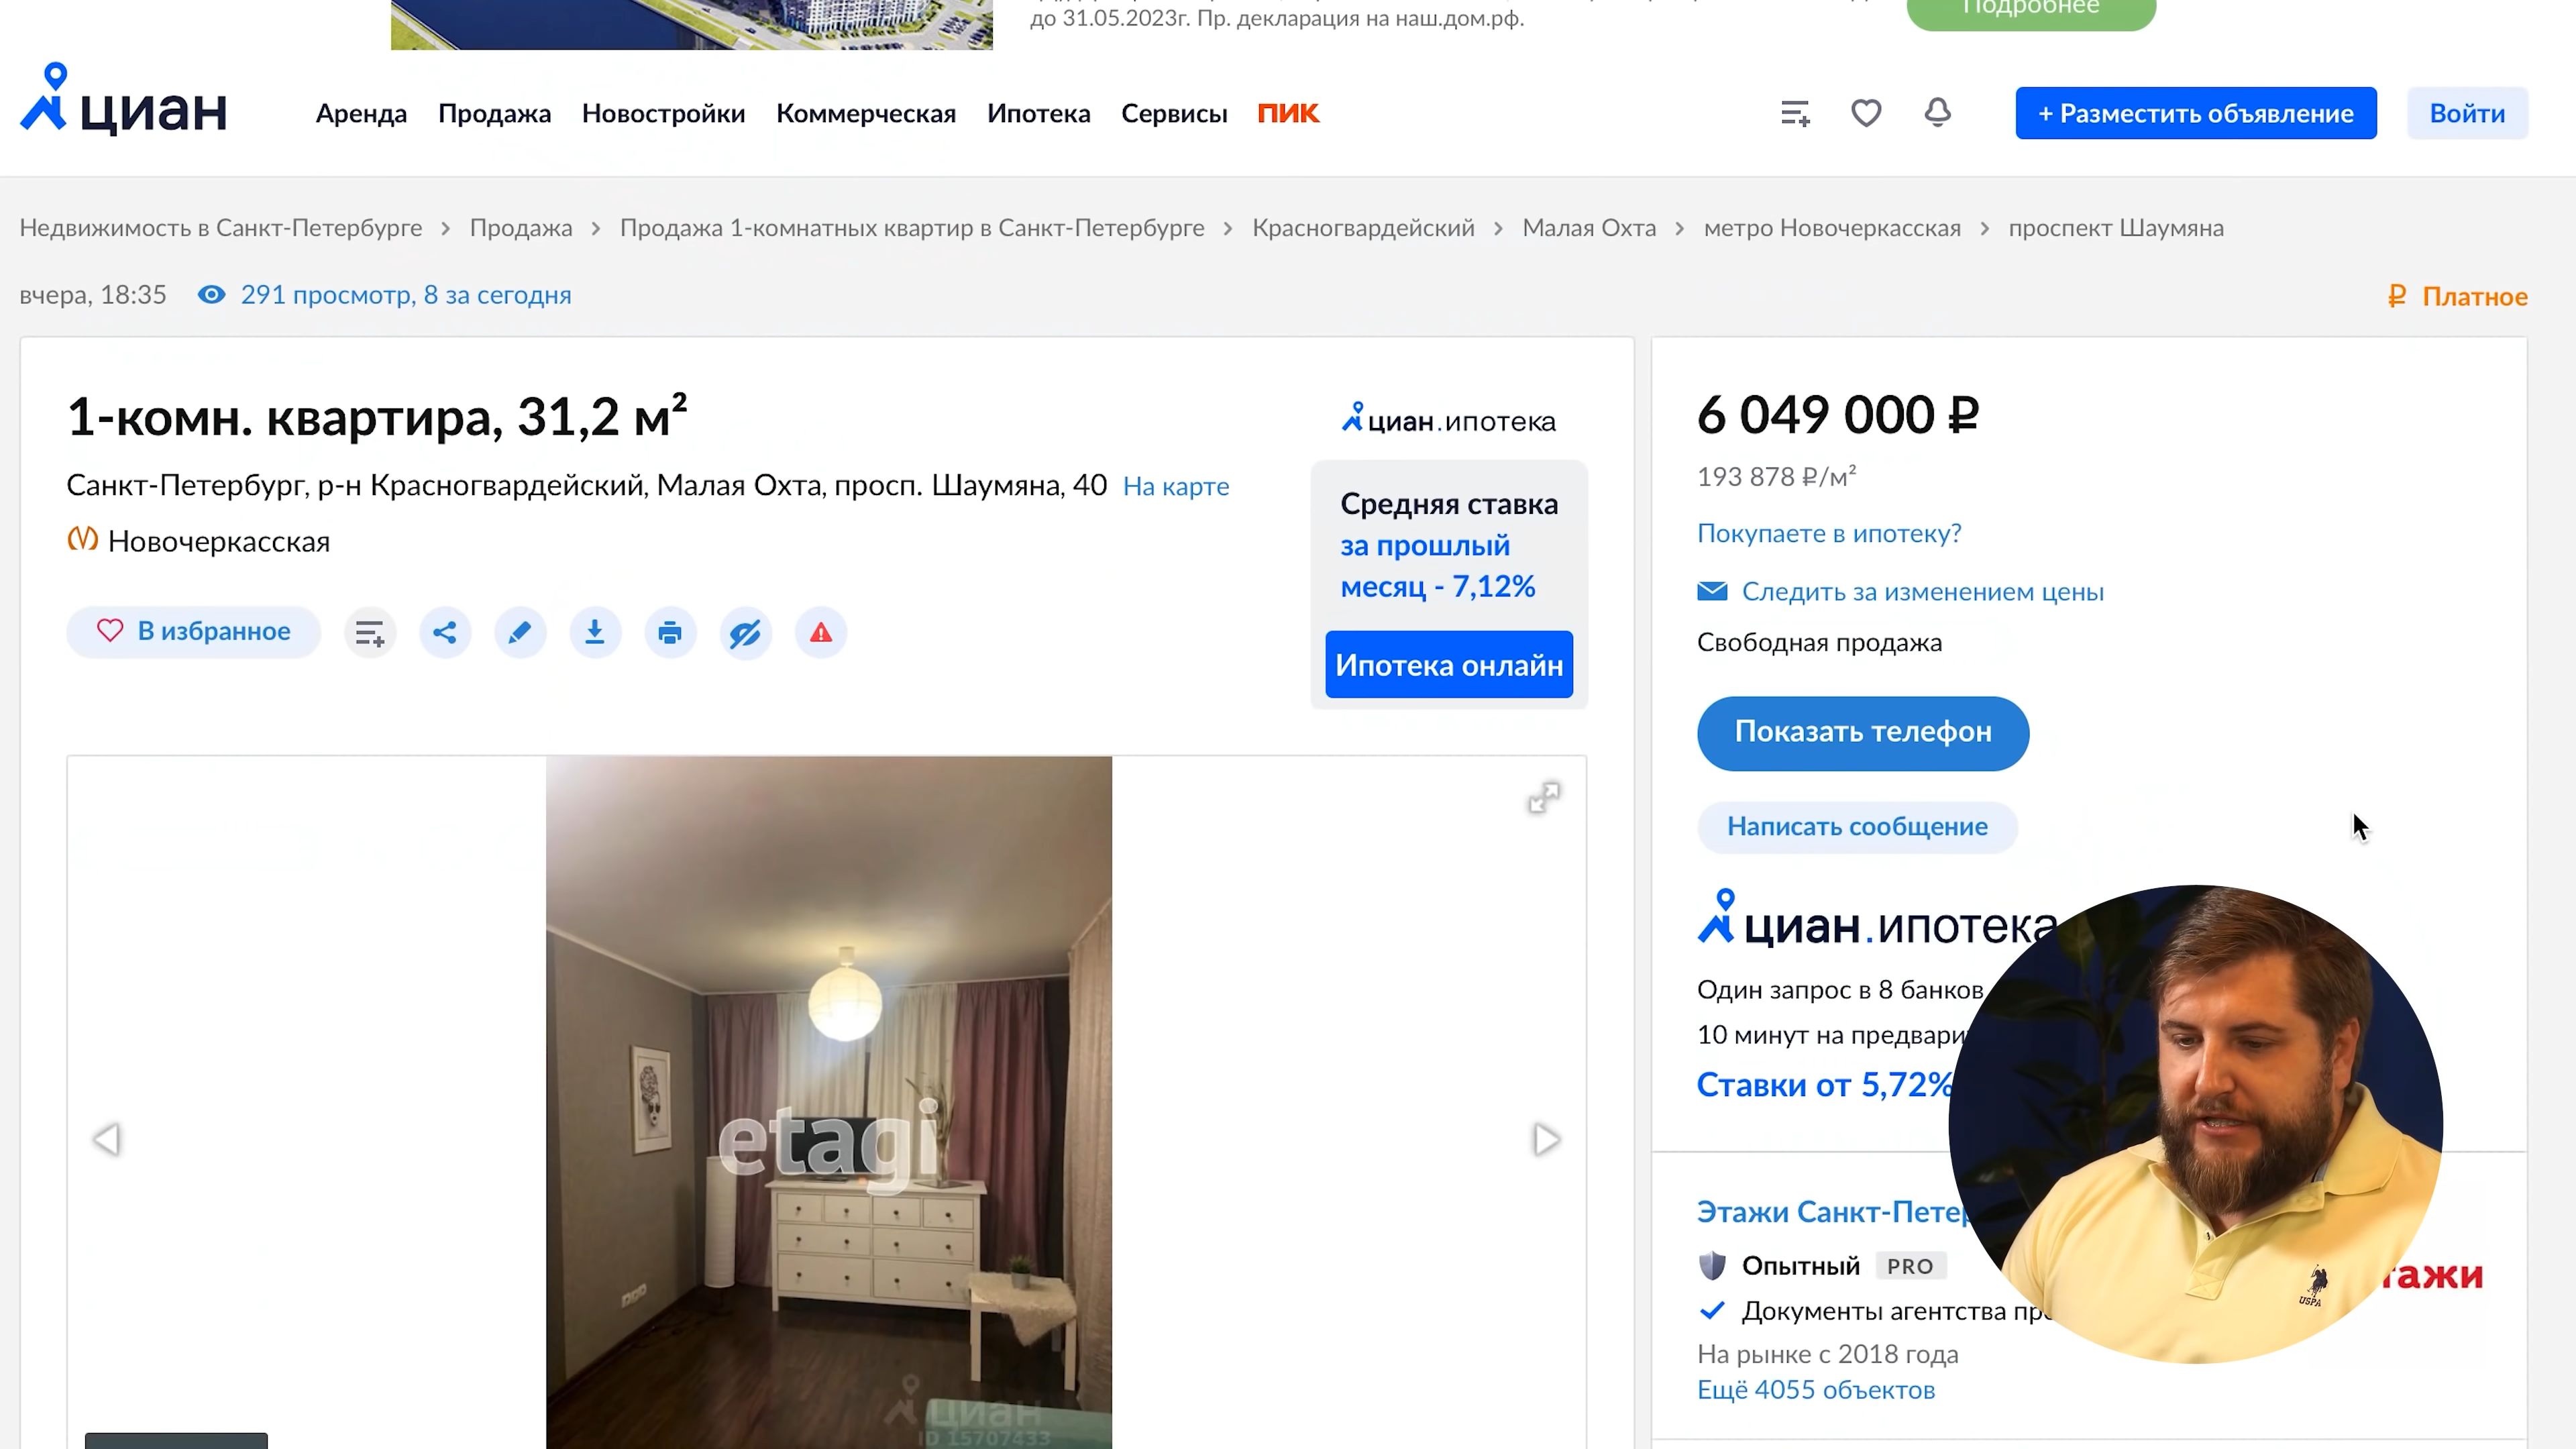 до 31.05.2023г. Пр. декларация на наш.дом.рф.
Подробнее
циан
Аренда Продажа Новостройки Коммерческая Ипотека Сервисы ПИК
+ Разместить объявление
Войти
Недвижимость в Санкт-Петербурге > Продажа > Продажа 1-комнатных квартир в Санкт-Петербурге > Красногвардейский > Малая Охта > метро Новочеркасская > проспект Шаумяна
вчера, 18:35 291 просмотр, 8 за сегодня
₽ Платное
1-комн. квартира, 31,2 м²
Санкт-Петербург, р-н Красногвардейский, Малая Охта, просп. Шаумяна, 40 На карте
Новочеркасская
В избранное
циан.ипотека
Средняя ставка
за прошлый
месяц - 7,12%
Ипотека онлайн
etagi
циан
ID 15707433
6 049 000 ₽
193 878 ₽/м²
Покупаете в ипотеку?
Следить за изменением цены
Свободная продажа
Показать телефон
Написать сообщение
циан.ипотека
Один запрос в 8 банков
10 минут на предвари
Ставки от 5,72%
Этажи Санкт-Петер
Опытный PRO
Документы агентства пр
На рынке с 2018 года
Ещё 4055 объектов
тажи
USPA